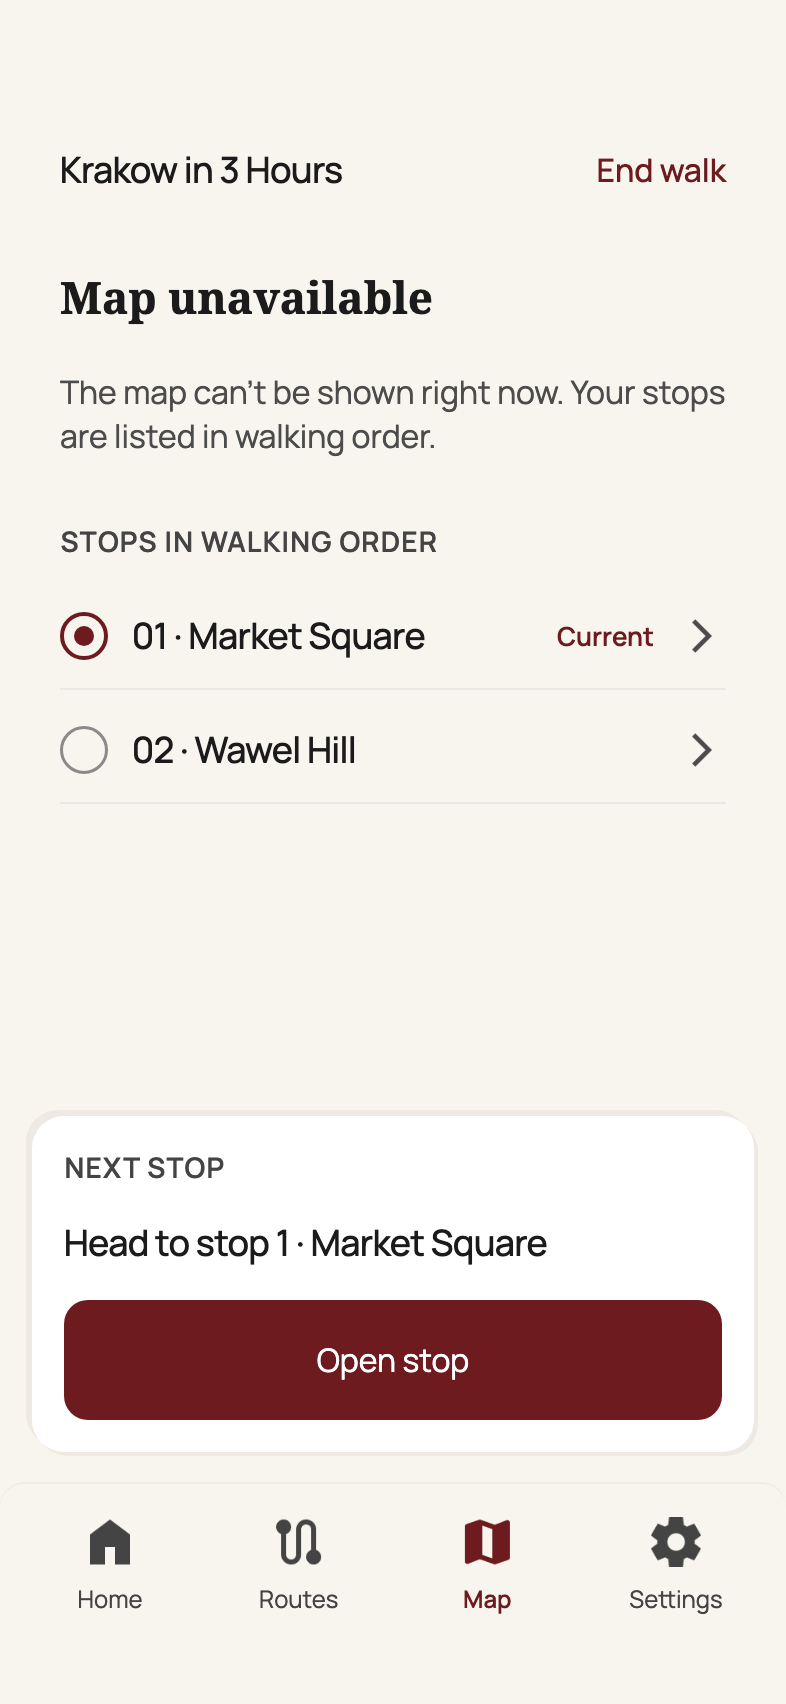 Krakow in 3 Hours
End walk
Map unavailable
The map can’t be shown right now. Your stops
are listed in walking order.
STOPS IN WALKING ORDER
01 · Market Square
Current
02 · Wawel Hill
NEXT STOP
Head to stop 1 · Market Square
Open stop
Home
Routes
Map
Settings